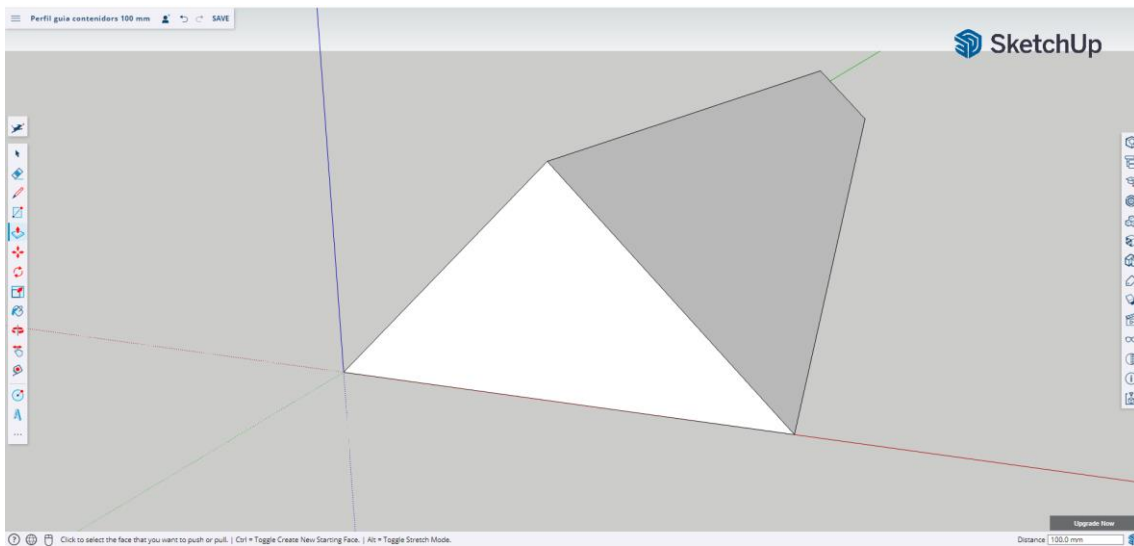 Perfil guia contenidors 100 mm SAVE
SketchUp
Upgrade Now
Click to select the face that you want to push or pull. | Ctrl = Toggle Create New Starting Face. | Alt = Toggle Stretch Mode. Distance 100.0 mm